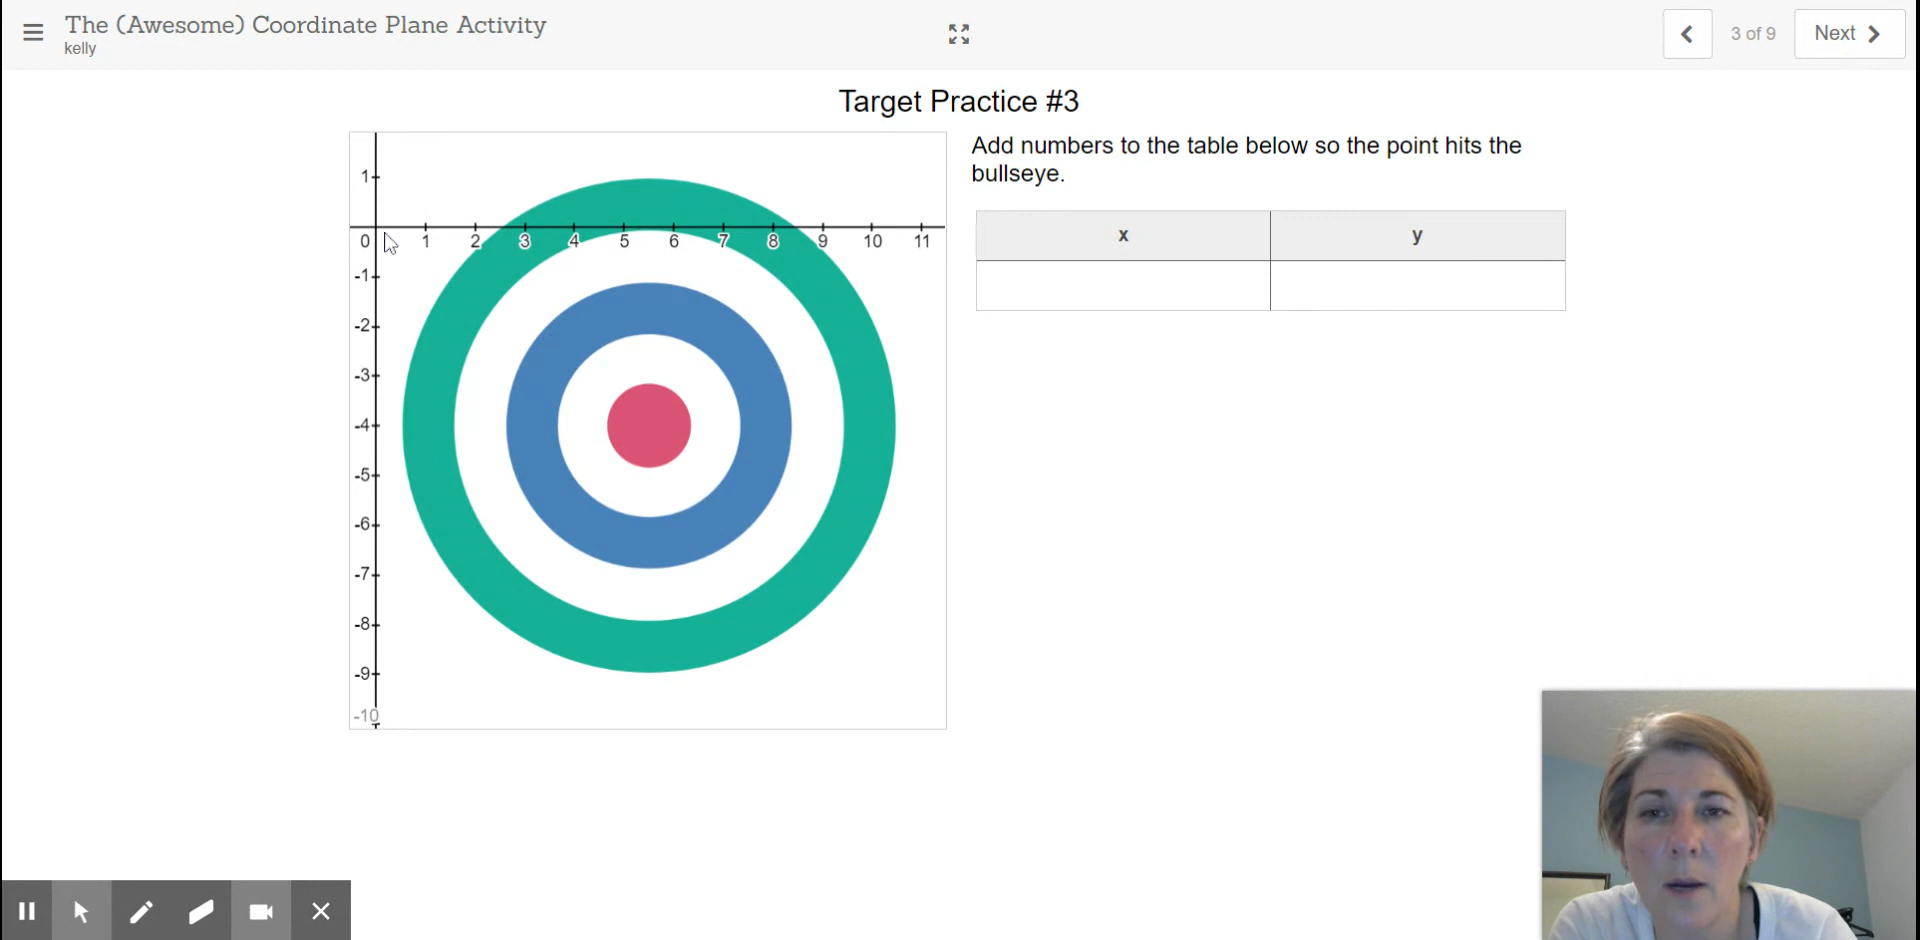 The (Awesome) Coordinate Plane Activity
kelly
3 of 9
Next
Target Practice #3
Add numbers to the table below so the point hits the
bullseye.
x y
1
0 1 2 3 4 5 6 7 8 9 10 11
-1
-2
-3
-4
-5
-6
-7
-8
-9
-10